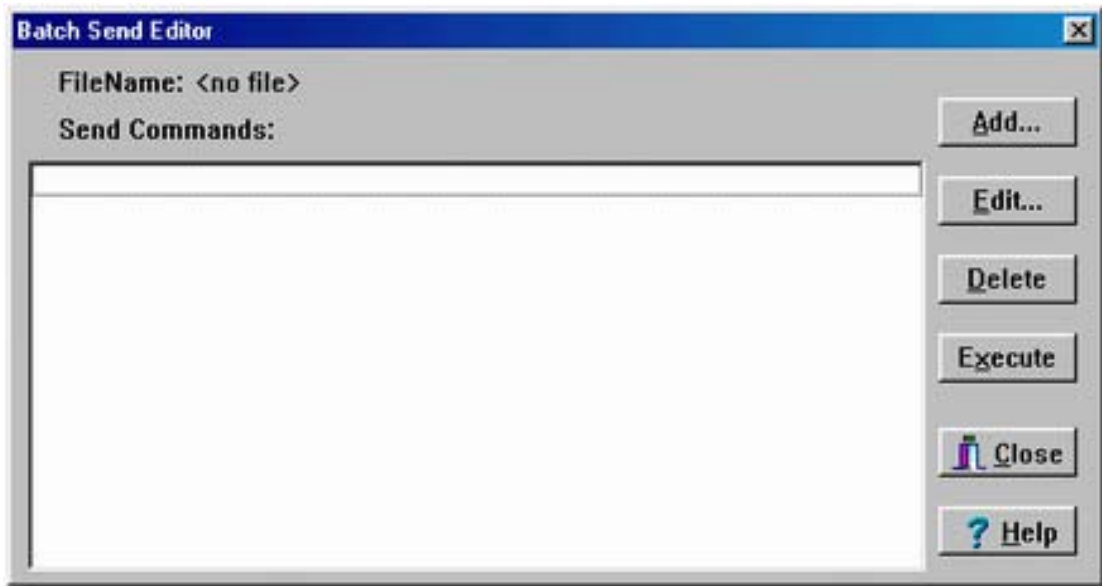 Batch Send Editor
FileName: <no file>
Send Commands:
Add...
Edit...
Delete
Execute
Close
? Help